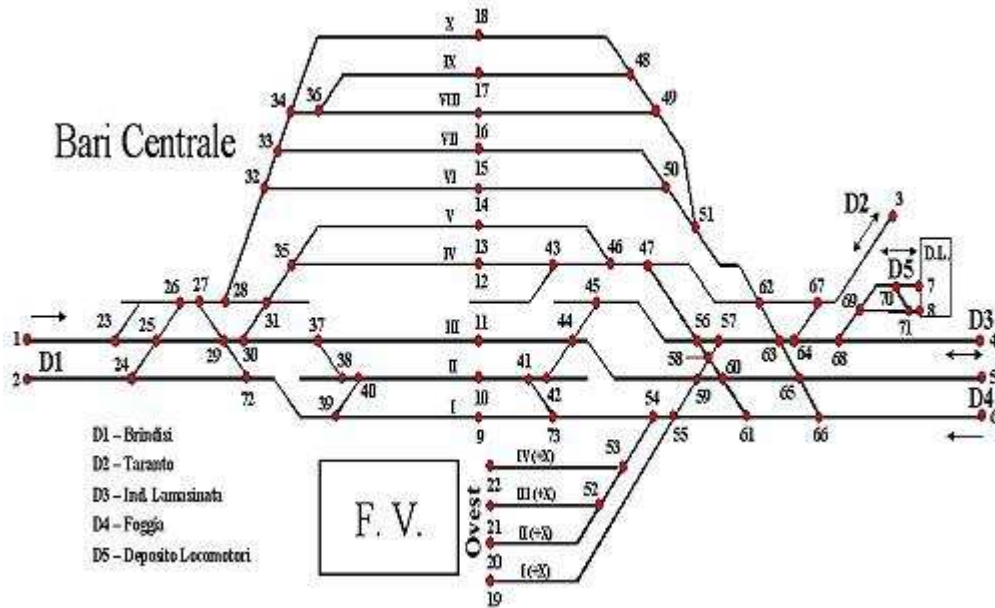 18
X
48
IX
34
36
17
49
VIII
Bari Centrale
33
16
VII
32
15
50
VI
14
51
D2
3
V
35
13
43
46
47
D.L.
IV
12
D5
26
27
28
45
62
67
69
70
7
8
23
25
31
37
44
56
57
71
1
III
11
D3
4
D1
29
30
38
58
63
64
68
24
40
41
60
2
II
5
72
39
10
42
59
65
D4
I
54
6
9
73
55
61
66
D1 – Brindisi
53
IV (+X)
D2 – Taranto
22
52
III (+X)
D3 – Ind. Lamasinata
F. V.
Ovest
21
D4 – Foggia
II (+X)
D5 – Deposito Locomotori
20
I (+X)
19